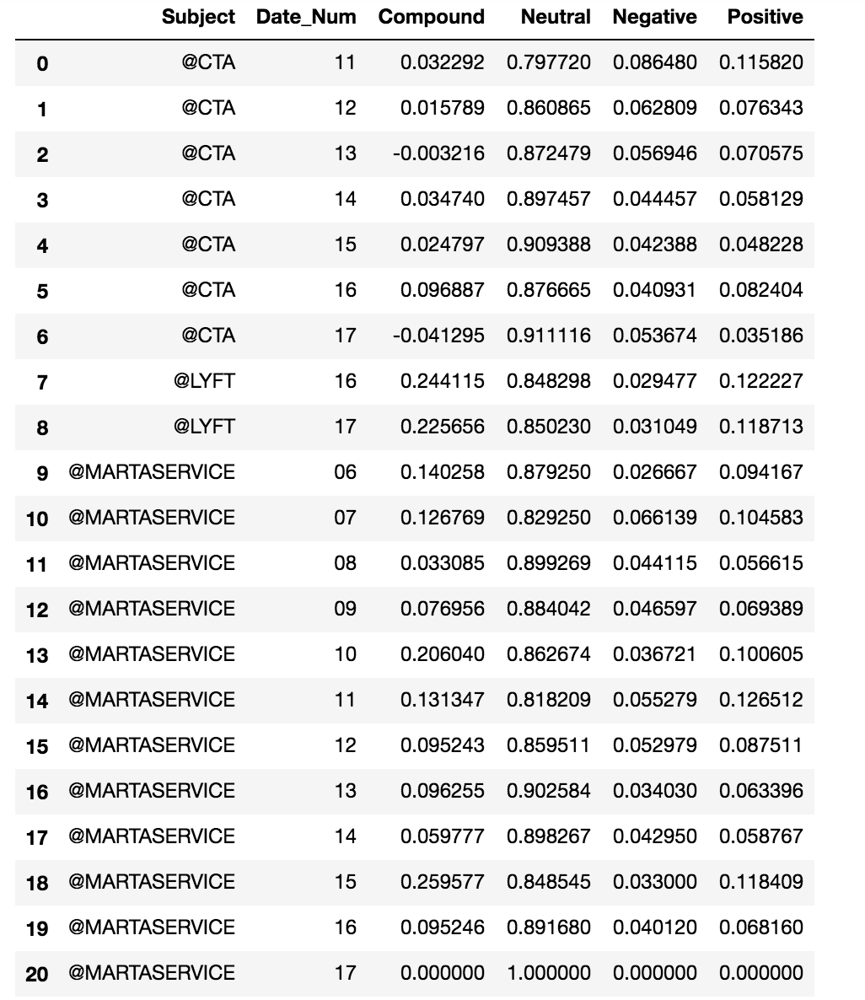 Subject Date_Num Compound Neutral Negative Positive
0 @CTA 11 0.032292 0.797720 0.086480 0.115820
1 @CTA 12 0.015789 0.860865 0.062809 0.076343
2 @CTA 13 -0.003216 0.872479 0.056946 0.070575
3 @CTA 14 0.034740 0.897457 0.044457 0.058129
4 @CTA 15 0.024797 0.909388 0.042388 0.048228
5 @CTA 16 0.096887 0.876665 0.040931 0.082404
6 @CTA 17 -0.041295 0.911116 0.053674 0.035186
7 @LYFT 16 0.244115 0.848298 0.029477 0.122227
8 @LYFT 17 0.225656 0.850230 0.031049 0.118713
9 @MARTASERVICE 06 0.140258 0.879250 0.026667 0.094167
10 @MARTASERVICE 07 0.126769 0.829250 0.066139 0.104583
11 @MARTASERVICE 08 0.033085 0.899269 0.044115 0.056615
12 @MARTASERVICE 09 0.076956 0.884042 0.046597 0.069389
13 @MARTASERVICE 10 0.206040 0.862674 0.036721 0.100605
14 @MARTASERVICE 11 0.131347 0.818209 0.055279 0.126512
15 @MARTASERVICE 12 0.095243 0.859511 0.052979 0.087511
16 @MARTASERVICE 13 0.096255 0.902584 0.034030 0.063396
17 @MARTASERVICE 14 0.059777 0.898267 0.042950 0.058767
18 @MARTASERVICE 15 0.259577 0.848545 0.033000 0.118409
19 @MARTASERVICE 16 0.095246 0.891680 0.040120 0.068160
20 @MARTASERVICE 17 0.000000 1.000000 0.000000 0.000000